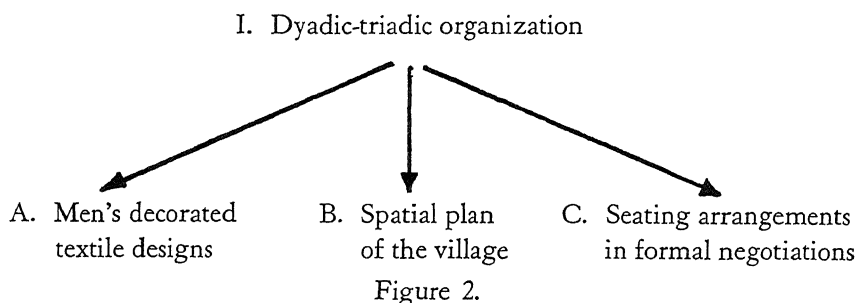 I. Dyadic-triadic organization
A. Men's decorated
textile designs
B. Spatial plan
of the village
C. Seating arrangements
in formal negotiations
Figure 2.